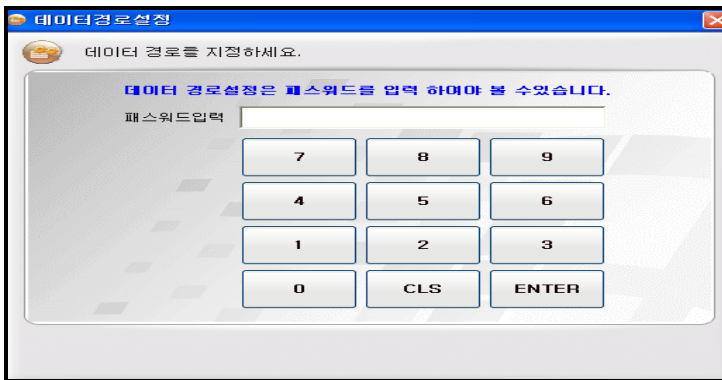 데이터경로설정
데이터 경로를 지정하세요.
데이터 경로설정은 패스워드를 입력 하여야 볼 수있습니다.
패스워드입력
7 8 9
4 5 6
1 2 3
0 CLS ENTER